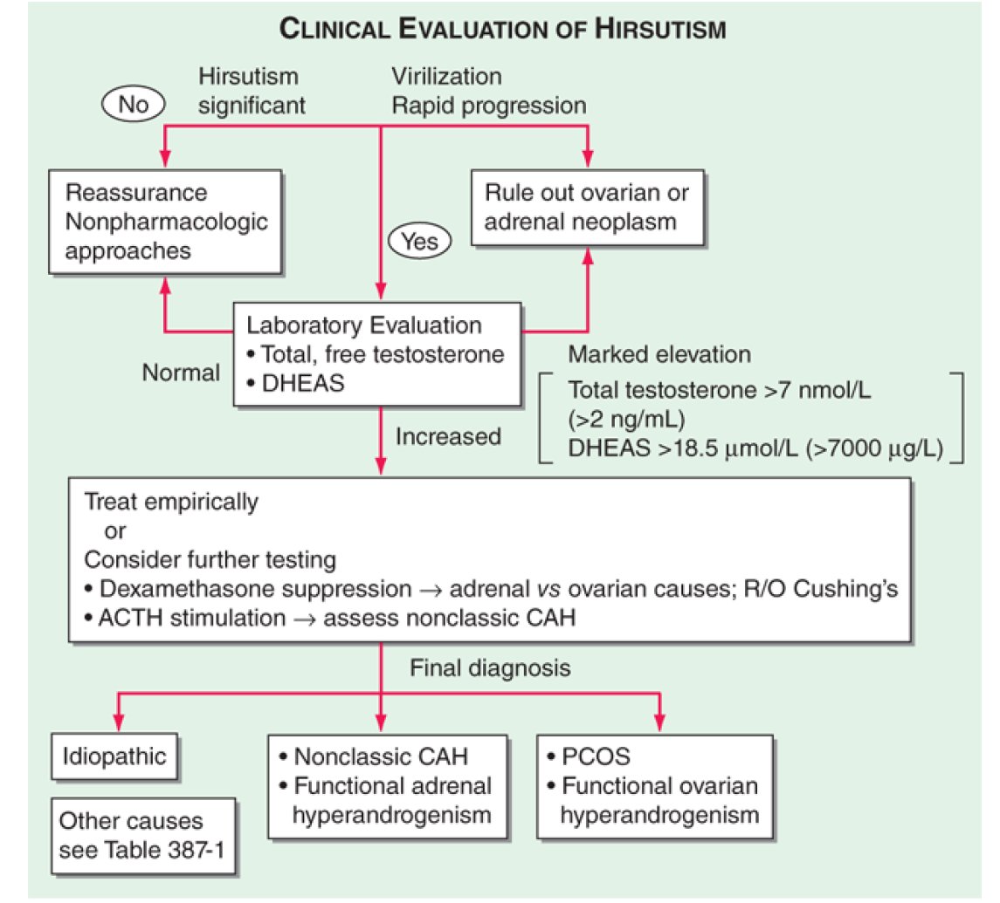 CLINICAL EVALUATION OF HIRSUTISM
Hirsutism
significant
Virilization
Rapid progression
No
Reassurance
Nonpharmacologic
approaches
Rule out ovarian or
adrenal neoplasm
Yes
Laboratory Evaluation
• Total, free testosterone
• DHEAS
Normal
Marked elevation
Total testosterone >7 nmol/L
(>2 ng/mL)
DHEAS >18.5 μmol/L (>7000 μg/L)
Increased
Treat empirically
or
Consider further testing
• Dexamethasone suppression → adrenal vs ovarian causes; R/O Cushing's
• ACTH stimulation → assess nonclassic CAH
Final diagnosis
Idiopathic
• Nonclassic CAH
• Functional adrenal
hyperandrogenism
• PCOS
• Functional ovarian
hyperandrogenism
Other causes
see Table 387-1